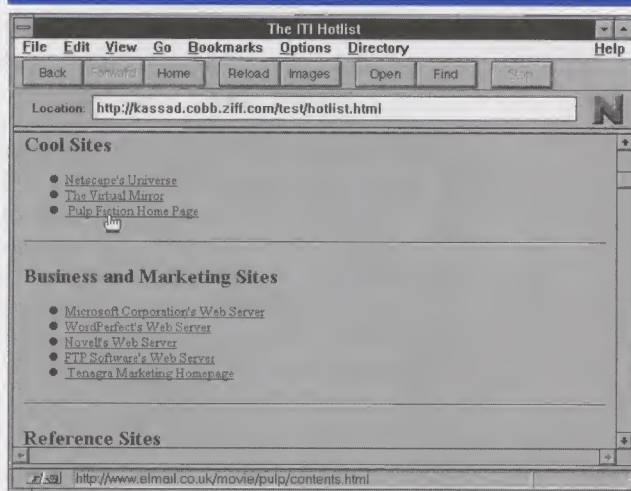 The ITI Hotlist
File Edit View Go Bookmarks Options Directory Help
Back Forward Home Reload Images Open Find Stop
Location: http://kassad.cobb.ziff.com/test/hotlist.html
N
Cool Sites
Netscape's Universe
The Virtual Mirror
Pulp Fiction Home Page
Business and Marketing Sites
Microsoft Corporation's Web Server
WordPerfect's Web Server
Novell's Web Server
FTP Software's Web Server
Tenagra Marketing Homepage
Reference Sites
http://www.elmail.co.uk/movie/pulp/contents.html